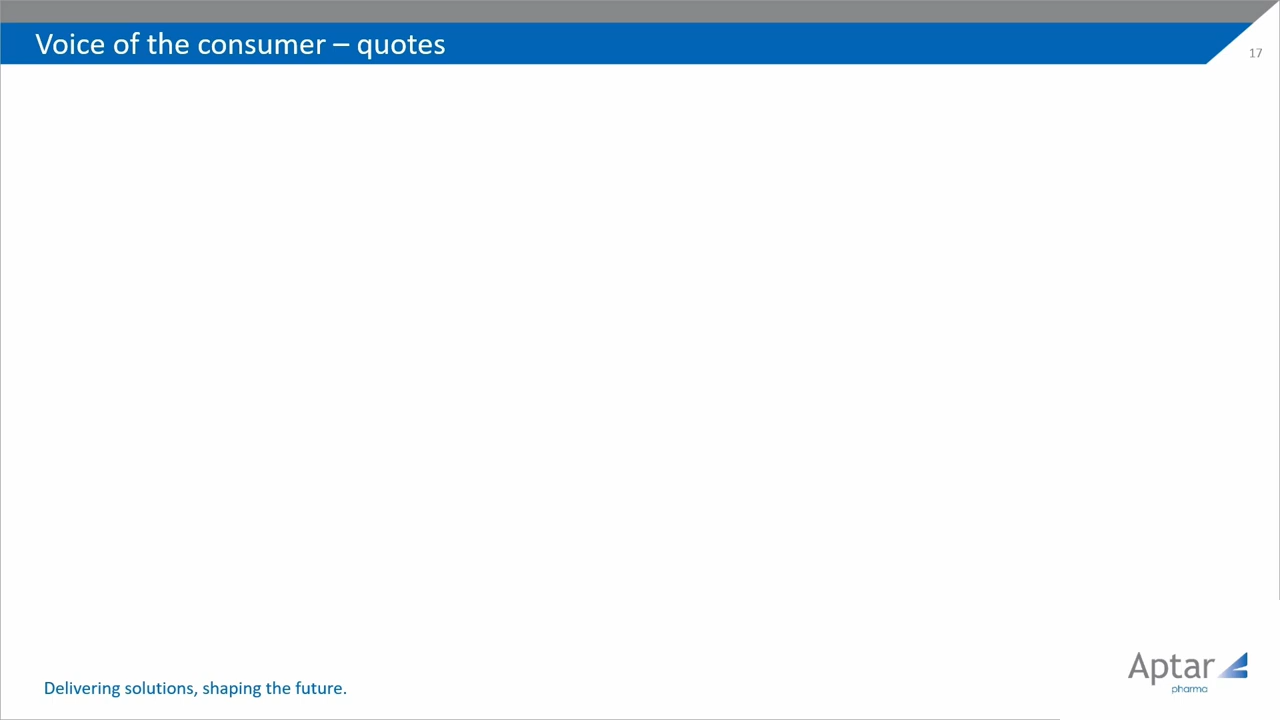 Voice of the consumer – quotes
17
Delivering solutions, shaping the future.
Aptar
pharma